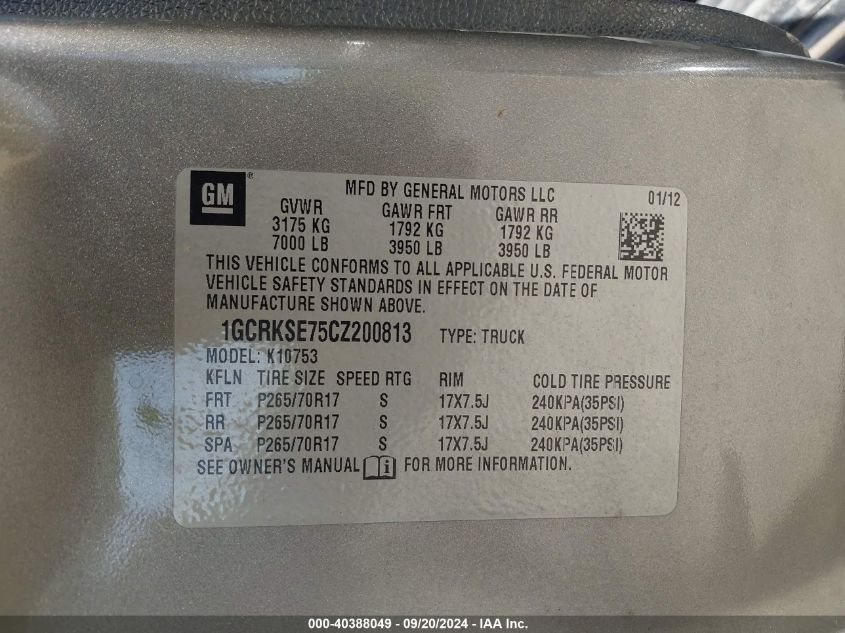 GM ®
MFD BY GENERAL MOTORS LLC 01/12
GVWR GAWR FRT GAWR RR
3175 KG 1792 KG 1792 KG
7000 LB 3950 LB 3950 LB
THIS VEHICLE CONFORMS TO ALL APPLICABLE U.S. FEDERAL MOTOR
VEHICLE SAFETY STANDARDS IN EFFECT ON THE DATE OF
MANUFACTURE SHOWN ABOVE.
1GCRKSE75CZ200813 TYPE: TRUCK
MODEL: K10753
KFLN TIRE SIZE SPEED RTG RIM COLD TIRE PRESSURE
FRT P265/70R17 S 17X7.5J 240KPA(35PSI)
RR P265/70R17 S 17X7.5J 240KPA(35PSI)
SPA P265/70R17 S 17X7.5J 240KPA(35PSI)
SEE OWNER'S MANUAL i FOR MORE INFORMATION.
000-40388049 - 09/20/2024 - IAA Inc.